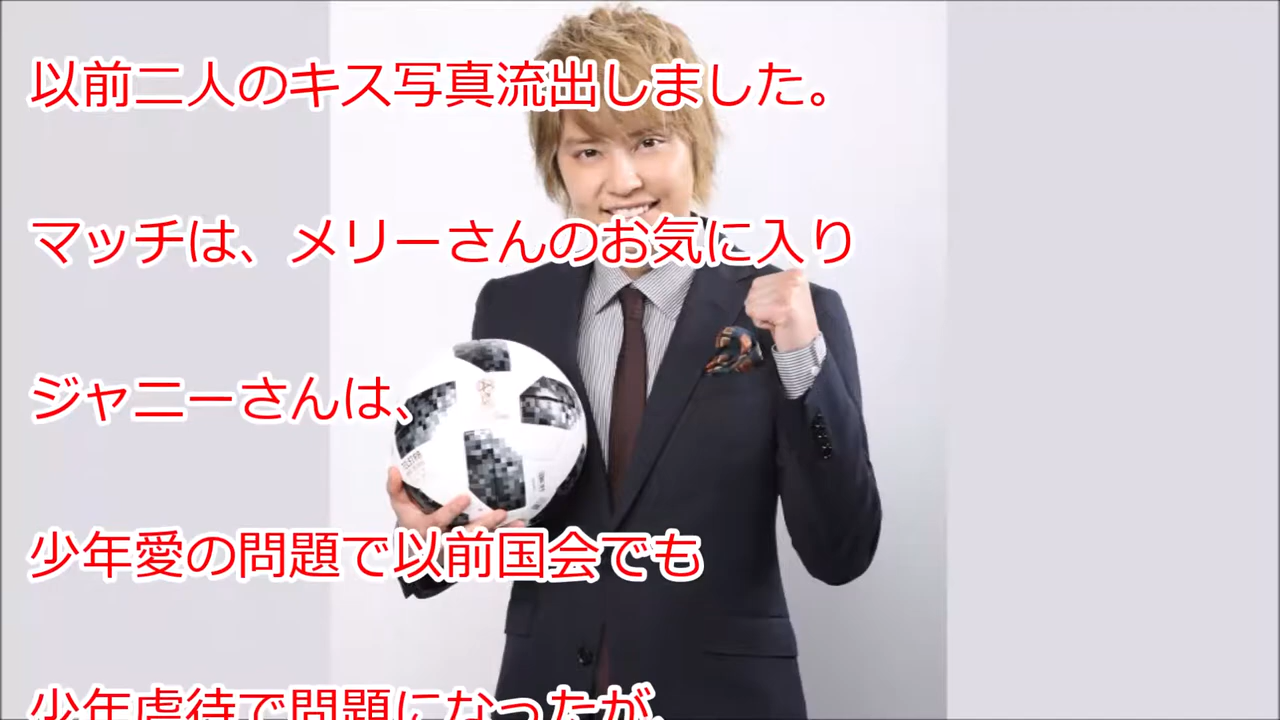 以前二人のキス写真流出しました。
マッチは、メリーさんのお気に入り
ジャニーさんは、
少年愛の問題で以前国会でも
少年虐待で問題になったが、